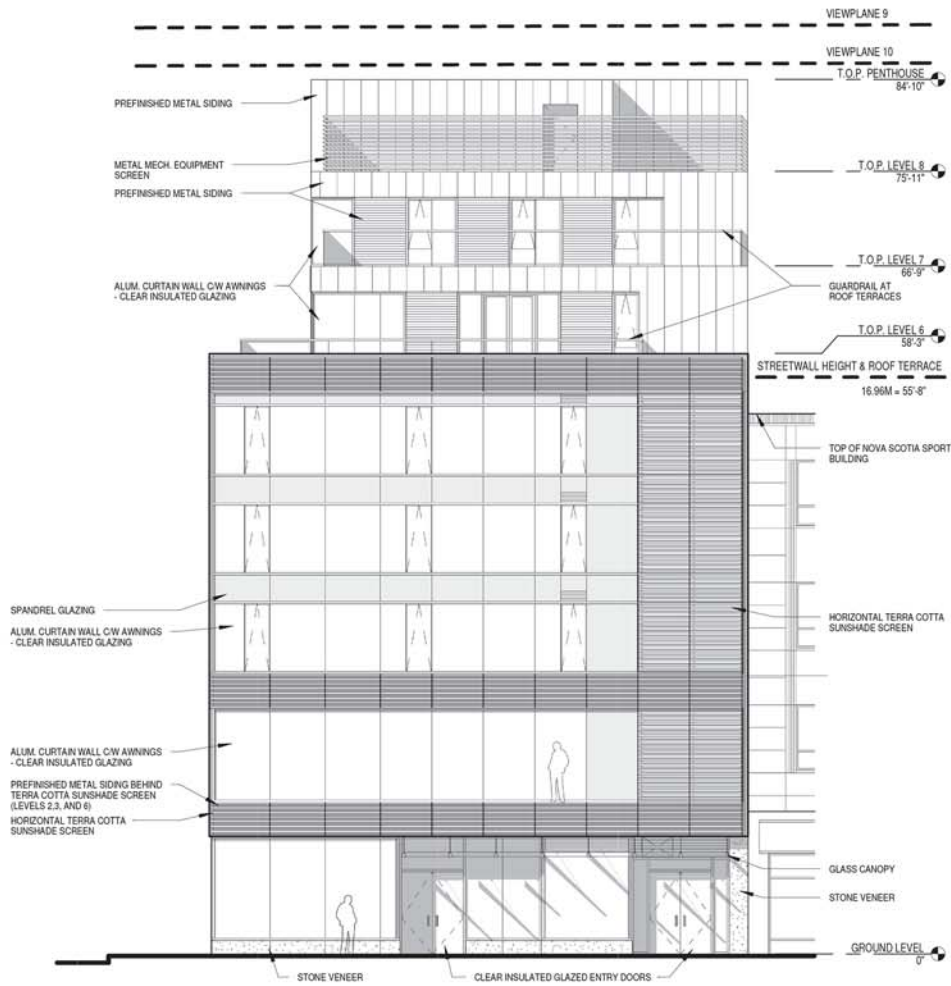 VIEWPLANE 9
VIEWPLANE 10
T.O.P. PENTHOUSE
84'-10"
PREFINISHED METAL SIDING
METAL MECH. EQUIPMENT
SCREEN
T.O.P. LEVEL 8
75'-11"
PREFINISHED METAL SIDING
T.O.P. LEVEL 7
66'-9"
ALUM. CURTAIN WALL C/W AWNINGS
- CLEAR INSULATED GLAZING
GUARDRAIL AT
ROOF TERRACES
T.O.P. LEVEL 6
58'-3"
STREETWALL HEIGHT & ROOF TERRACE
16.96M = 55'-8"
TOP OF NOVA SCOTIA SPORT
BUILDING
SPANDREL GLAZING
ALUM. CURTAIN WALL C/W AWNINGS
- CLEAR INSULATED GLAZING
HORIZONTAL TERRA COTTA
SUNSHADE SCREEN
ALUM. CURTAIN WALL C/W AWNINGS
- CLEAR INSULATED GLAZING
PREFINISHED METAL SIDING BEHIND
TERRA COTTA SUNSHADE SCREEN
(LEVELS 2,3, AND 6)
HORIZONTAL TERRA COTTA
SUNSHADE SCREEN
GLASS CANOPY
STONE VENEER
GROUND LEVEL
0"
STONE VENEER
CLEAR INSULATED GLAZED ENTRY DOORS